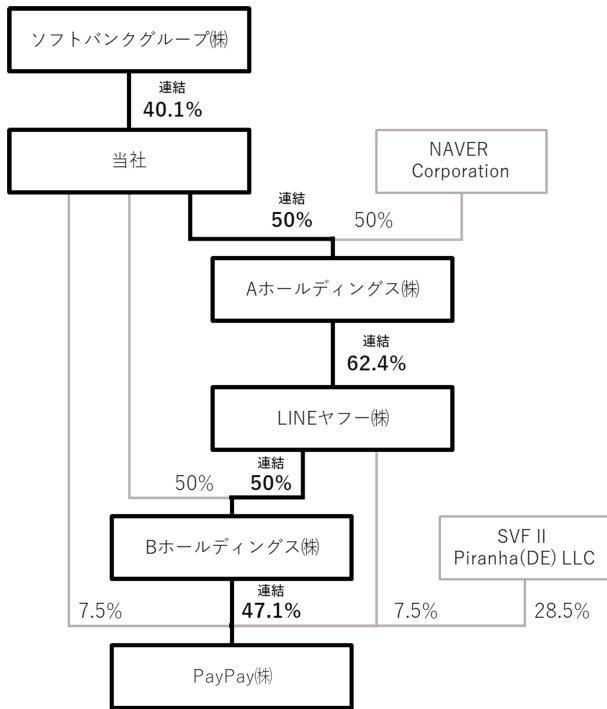 ソフトバンクグループ㈱
連結
40.1%
当社
NAVER
Corporation
連結
50%
50%
Aホールディングス㈱
連結
62.4%
LINEヤフー㈱
50%
連結
50%
Bホールディングス㈱
SVF II
Piranha(DE) LLC
7.5%
連結
47.1%
7.5%
28.5%
PayPay㈱